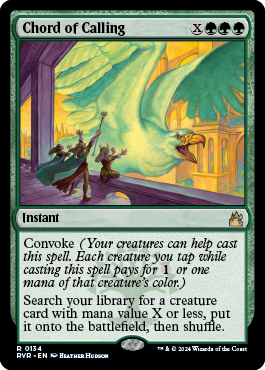 Chord of Calling X
Instant
Convoke (Your creatures can help cast
this spell. Each creature you tap while
casting this spell pays for 1 or one
mana of that creature's color.)
Search your library for a creature
card with mana value X or less, put
it onto the battlefield, then shuffle.
R 0134
RVR • EN HEATHER HUDSON
™ & © 2024 Wizards of the Coast